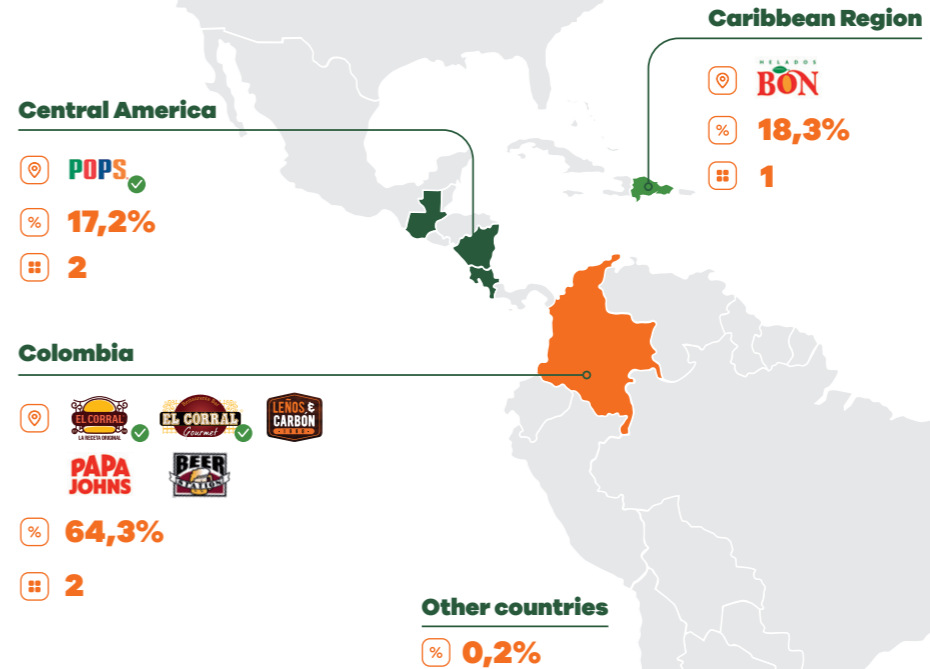 Caribbean Region
HELADOS
BON
% 18,3%
1
Central America
POPS
% 17,2%
2
Colombia
EL CORRAL
LA RECETA ORIGINAL
EL CORRAL
Gourmet
LEÑOS &
CARBÓN
PAPA
JOHNS
BEER
STATION
% 64,3%
2
Other countries
% 0,2%